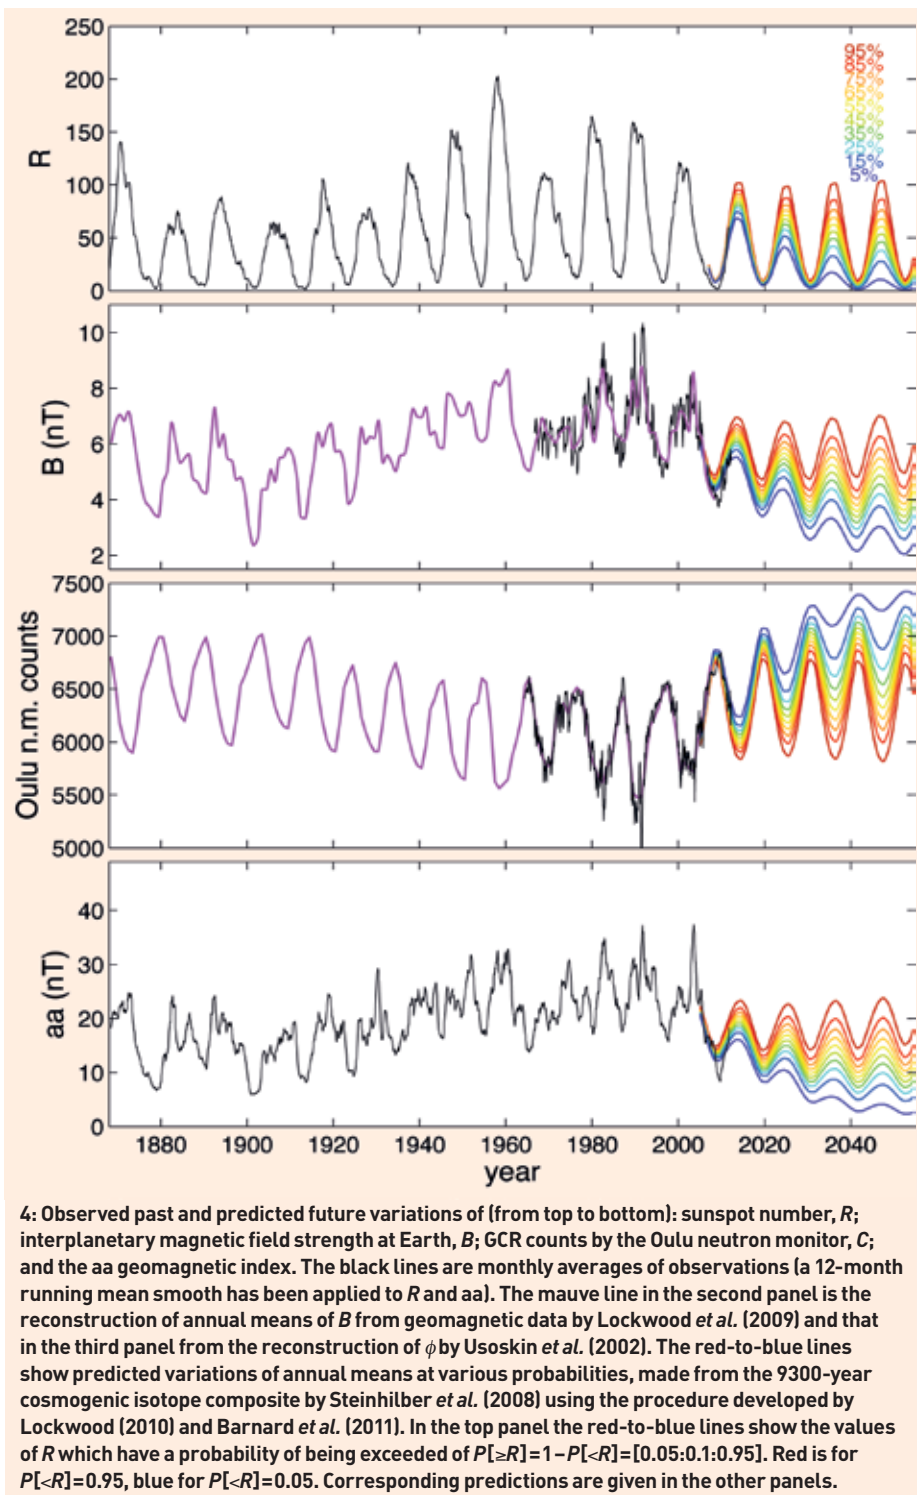 250
200
150
100
50
0
R
95%
85%
75%
65%
55%
45%
35%
25%
15%
5%
10
8
6
4
2
B (nT)
7500
7000
6500
6000
5500
5000
Oulu n.m. counts
40
30
20
10
0
aa (nT)
1880 1900 1920 1940 1960 1980 2000 2020 2040
year
4: Observed past and predicted future variations of (from top to bottom): sunspot number, R;
interplanetary magnetic field strength at Earth, B; GCR counts by the Oulu neutron monitor, C;
and the aa geomagnetic index. The black lines are monthly averages of observations (a 12-month
running mean smooth has been applied to R and aa). The mauve line in the second panel is the
reconstruction of annual means of B from geomagnetic data by Lockwood et al. (2009) and that
in the third panel from the reconstruction of ϕ by Usoskin et al. (2002). The red-to-blue lines
show predicted variations of annual means at various probabilities, made from the 9300-year
cosmogenic isotope composite by Steinhilber et al. (2008) using the procedure developed by
Lockwood (2010) and Barnard et al. (2011). In the top panel the red-to-blue lines show the values
of R which have a probability of being exceeded of P[≥R]=1–P[<R]=[0.05:0.1:0.95]. Red is for
P[<R]=0.95, blue for P[<R]=0.05. Corresponding predictions are given in the other panels.